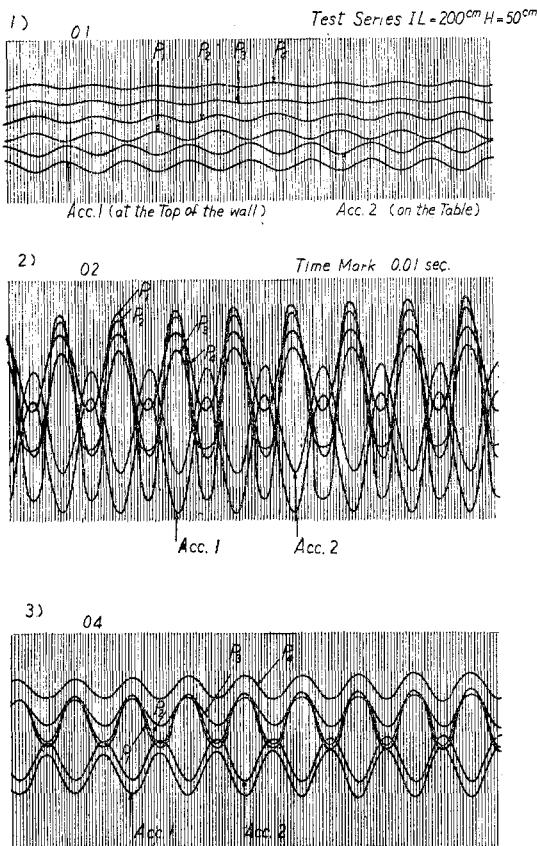 1) Test Series I L=200cm H=50cm
01
P1 P2 P3 P4
Acc.1 (at the Top of the wall) Acc.2 (on the Table)
2) 02 Time Mark 0.01 sec.
P1
P2
P3
P4
Acc.1 Acc.2
3) 04
P3 P4
P2
Acc.1 Acc.2